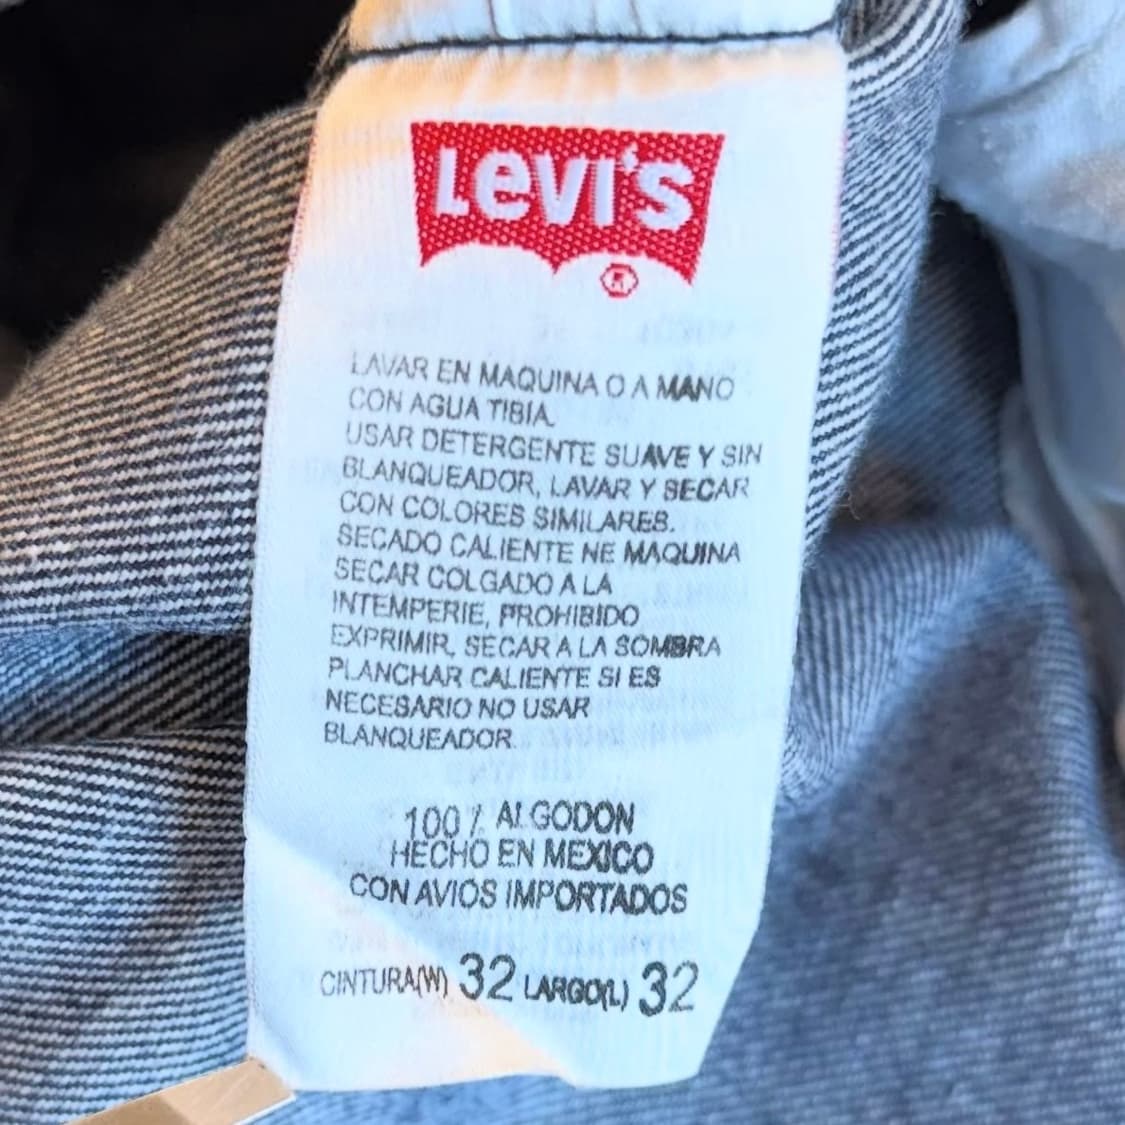 LEVI'S
®
LAVAR EN MAQUINA O A MANO
CON AGUA TIBIA.
USAR DETERGENTE SUAVE Y SIN
BLANQUEADOR, LAVAR Y SECAR
CON COLORES SIMILARES.
SECADO CALIENTE NE MAQUINA
SECAR COLGADO A LA
INTEMPERIE, PROHIBIDO
EXPRIMIR, SECAR A LA SOMBRA
PLANCHAR CALIENTE SI ES
NECESARIO NO USAR
BLANQUEADOR.
100% ALGODON
HECHO EN MEXICO
CON AVIOS IMPORTADOS
CINTURA(W) 32 LARGO(L) 32